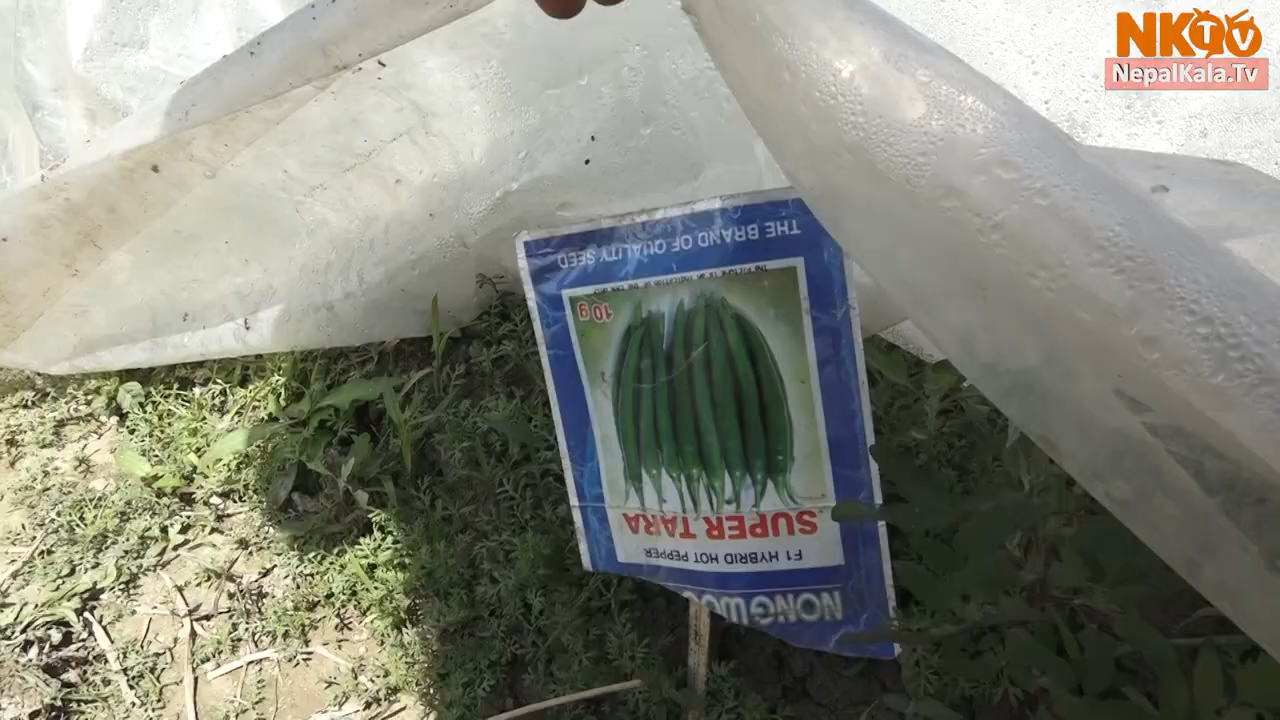 NKTV
NepalKala.Tv
NONGWOO
F1 HYBRID HOT PEPPER
SUPER TARA
10 g
THE BRAND OF QUALITY SEED